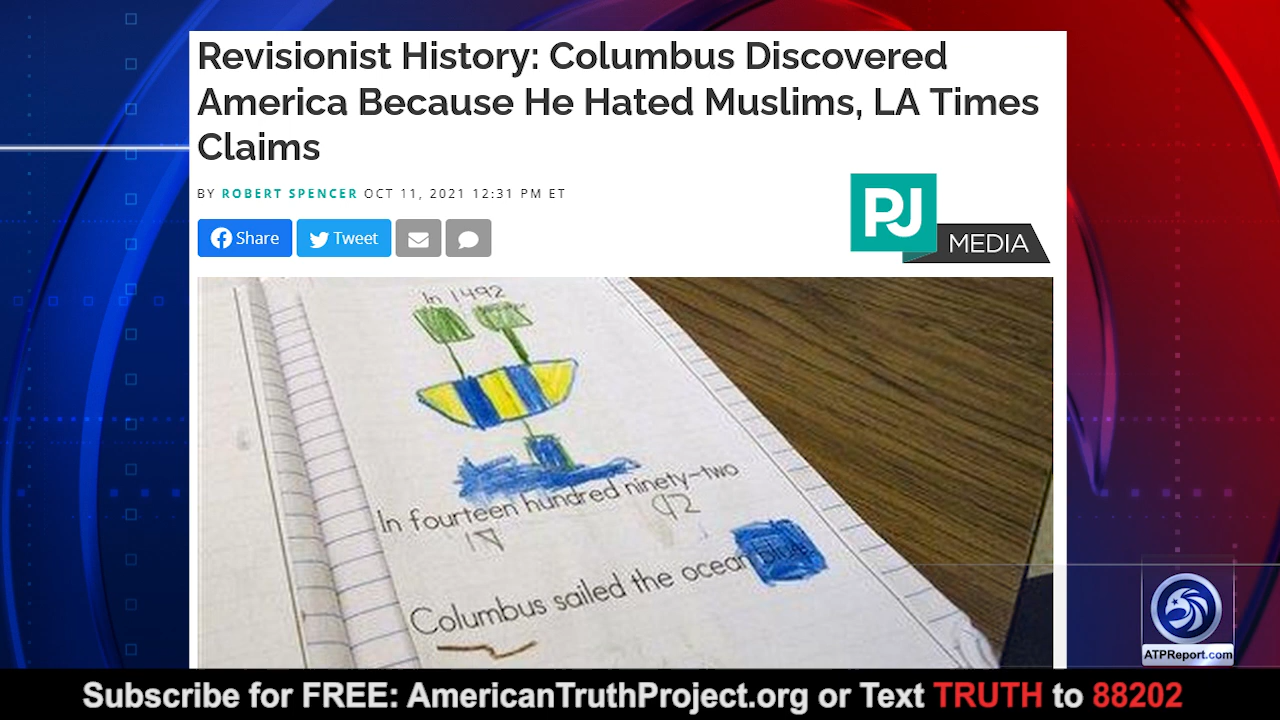 Revisionist History: Columbus Discovered
America Because He Hated Muslims, LA Times
Claims
BY ROBERT SPENCER OCT 11, 2021 12:31 PM ET
Share
Tweet
PJ
MEDIA
In 1492
In fourteen hundred ninety-two
92
Columbus sailed the ocean blue
ATPReport.com
Subscribe for FREE: AmericanTruthProject.org or Text TRUTH to 88202